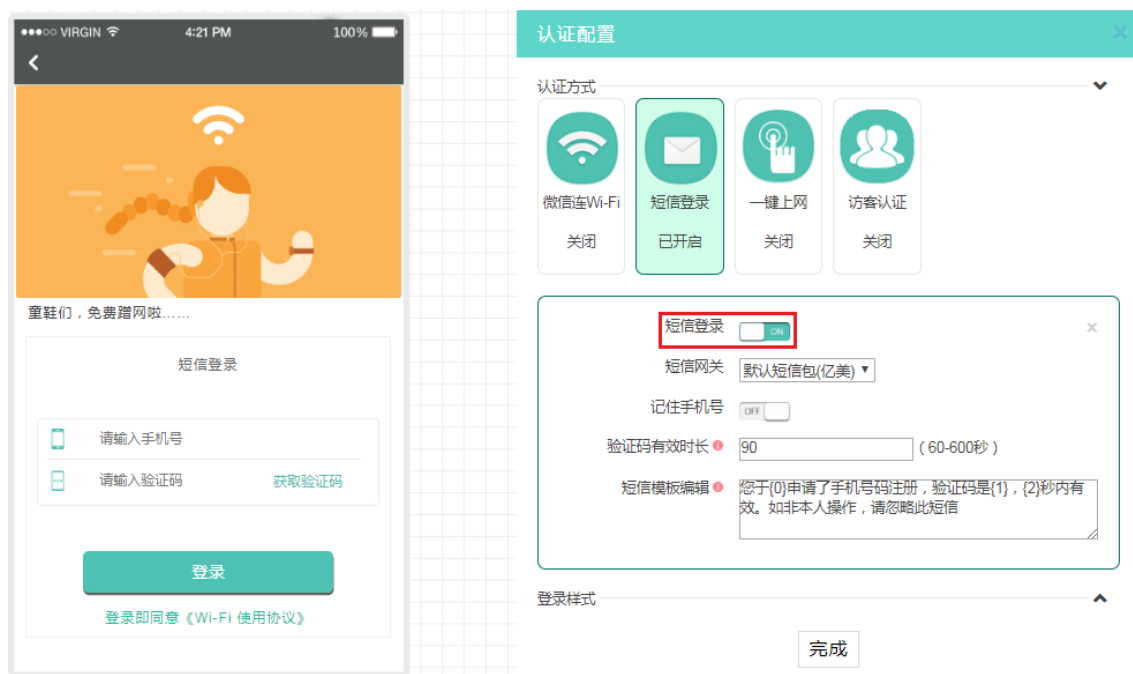 ●●●○○ VIRGIN 4:21 PM 100%
童鞋们，免费蹭网啦……
短信登录
请输入手机号
请输入验证码 获取验证码
登录
登录即同意《Wi-Fi 使用协议》
认证配置
认证方式
微信连Wi-Fi 短信登录 一键上网 访客认证
关闭 已开启 关闭 关闭
短信登录 ON
短信网关 默认短信包(亿美)
记住手机号 OFF
验证码有效时长 90 ( 60-600秒 )
短信模板编辑 您于{0}申请了手机号码注册，验证码是{1}，{2}秒内有
效。如非本人操作，请忽略此短信
登录样式
完成